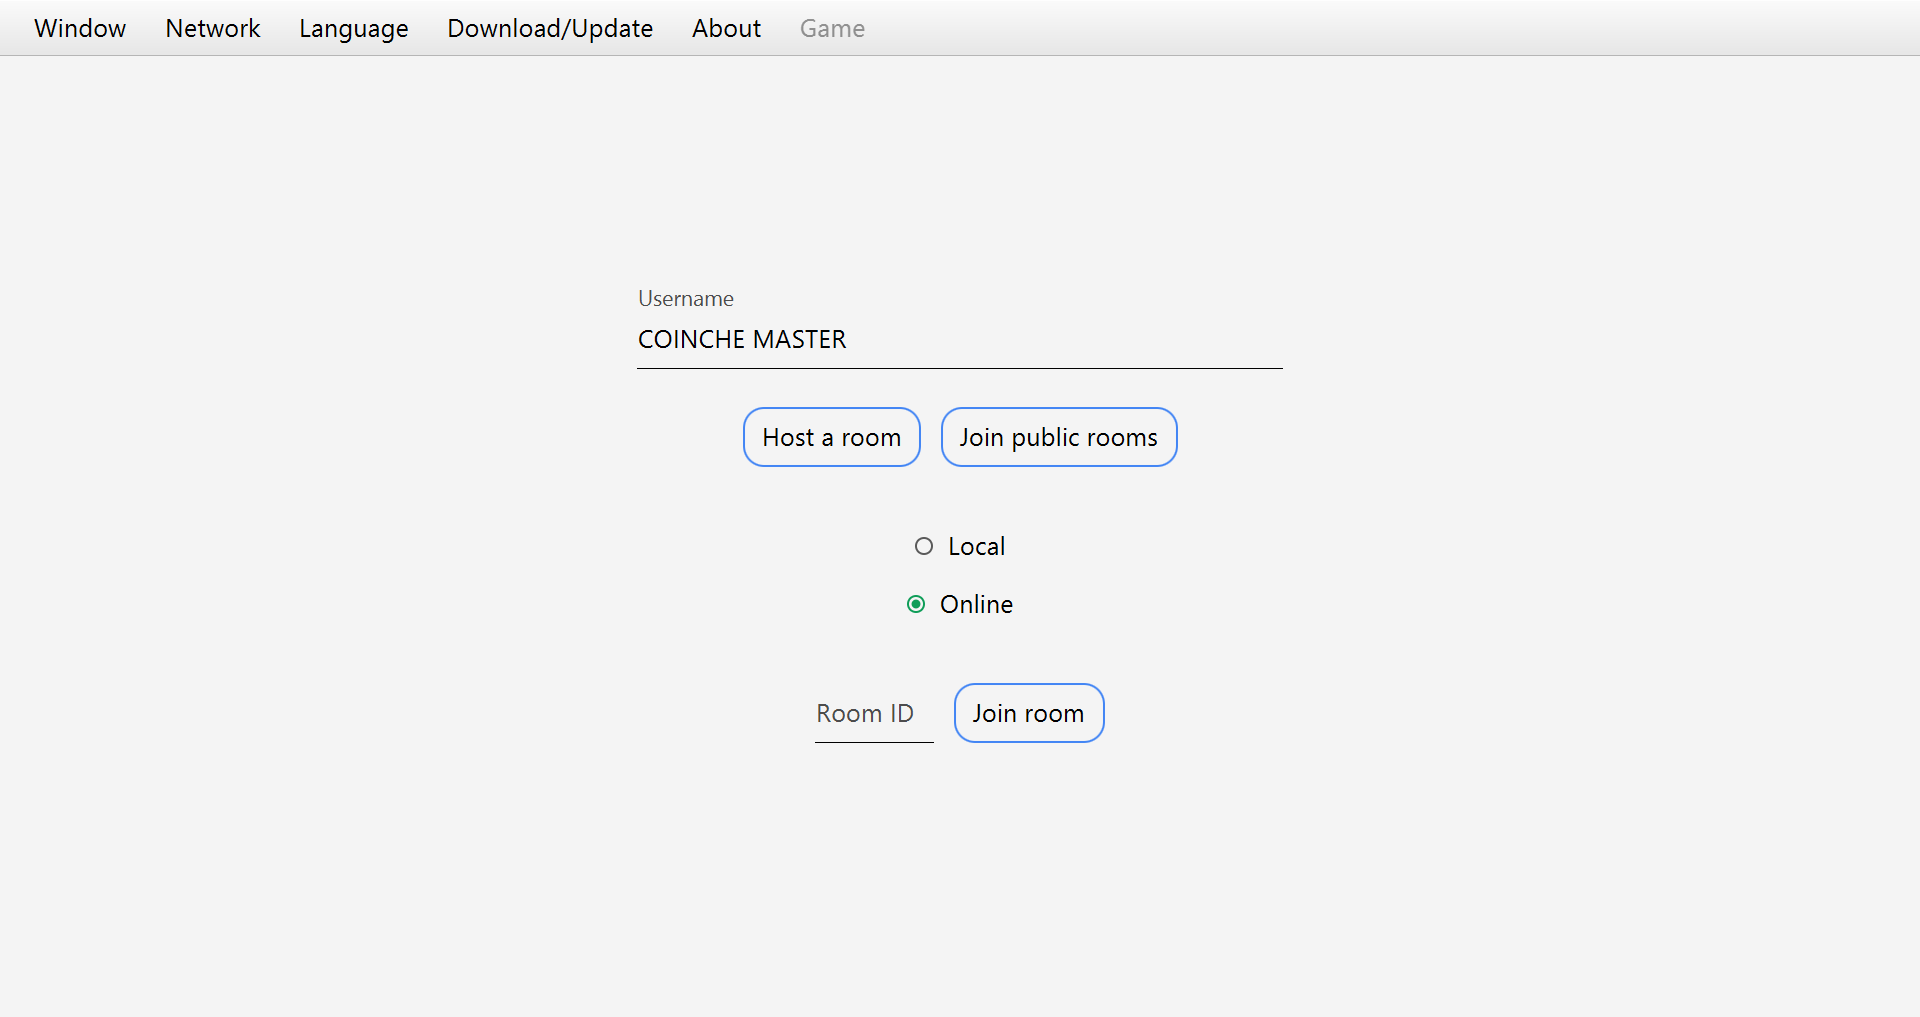 Window Network Language Download/Update About Game
Username
COINCHE MASTER
Host a room Join public rooms
Local
Online
Room ID Join room